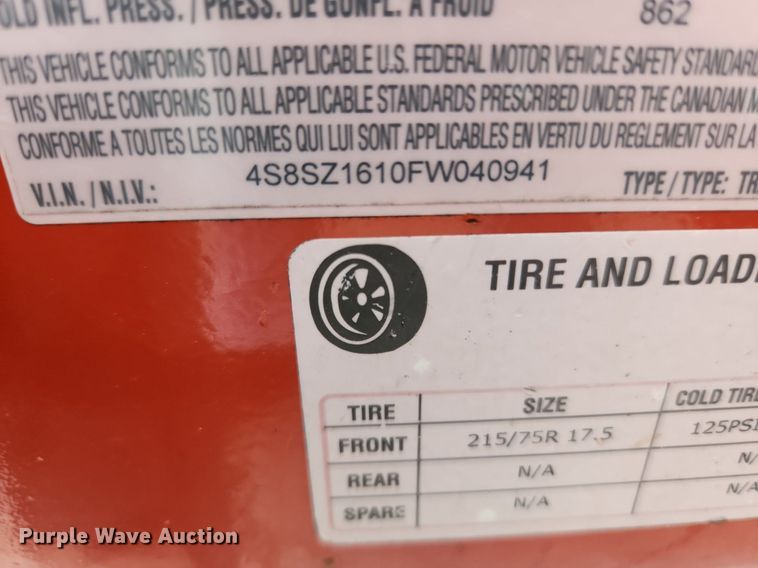 OLD INFL. PRESS. / PRESS. DE GONFL. A FROID 862
THIS VEHICLE CONFORMS TO ALL APPLICABLE U.S. FEDERAL MOTOR VEHICLE SAFETY STANDARD
THIS VEHICLE CONFORMS TO ALL APPLICABLE STANDARDS PRESCRIBED UNDER THE CANADIAN M
CONFORME A TOUTES LES NORMES QUI LUI SONT APPLICABLES EN VERTU DU REGLEMENT SUR LA
V.I.N. / N.I.V.: 4S8SZ1610FW040941 TYPE / TYPE: TR
TIRE AND LOAD
TIRE SIZE COLD TIRE
FRONT 215/75R 17.5 125PSI
REAR N/A N/
SPARE N/A N/A
Purple Wave Auction